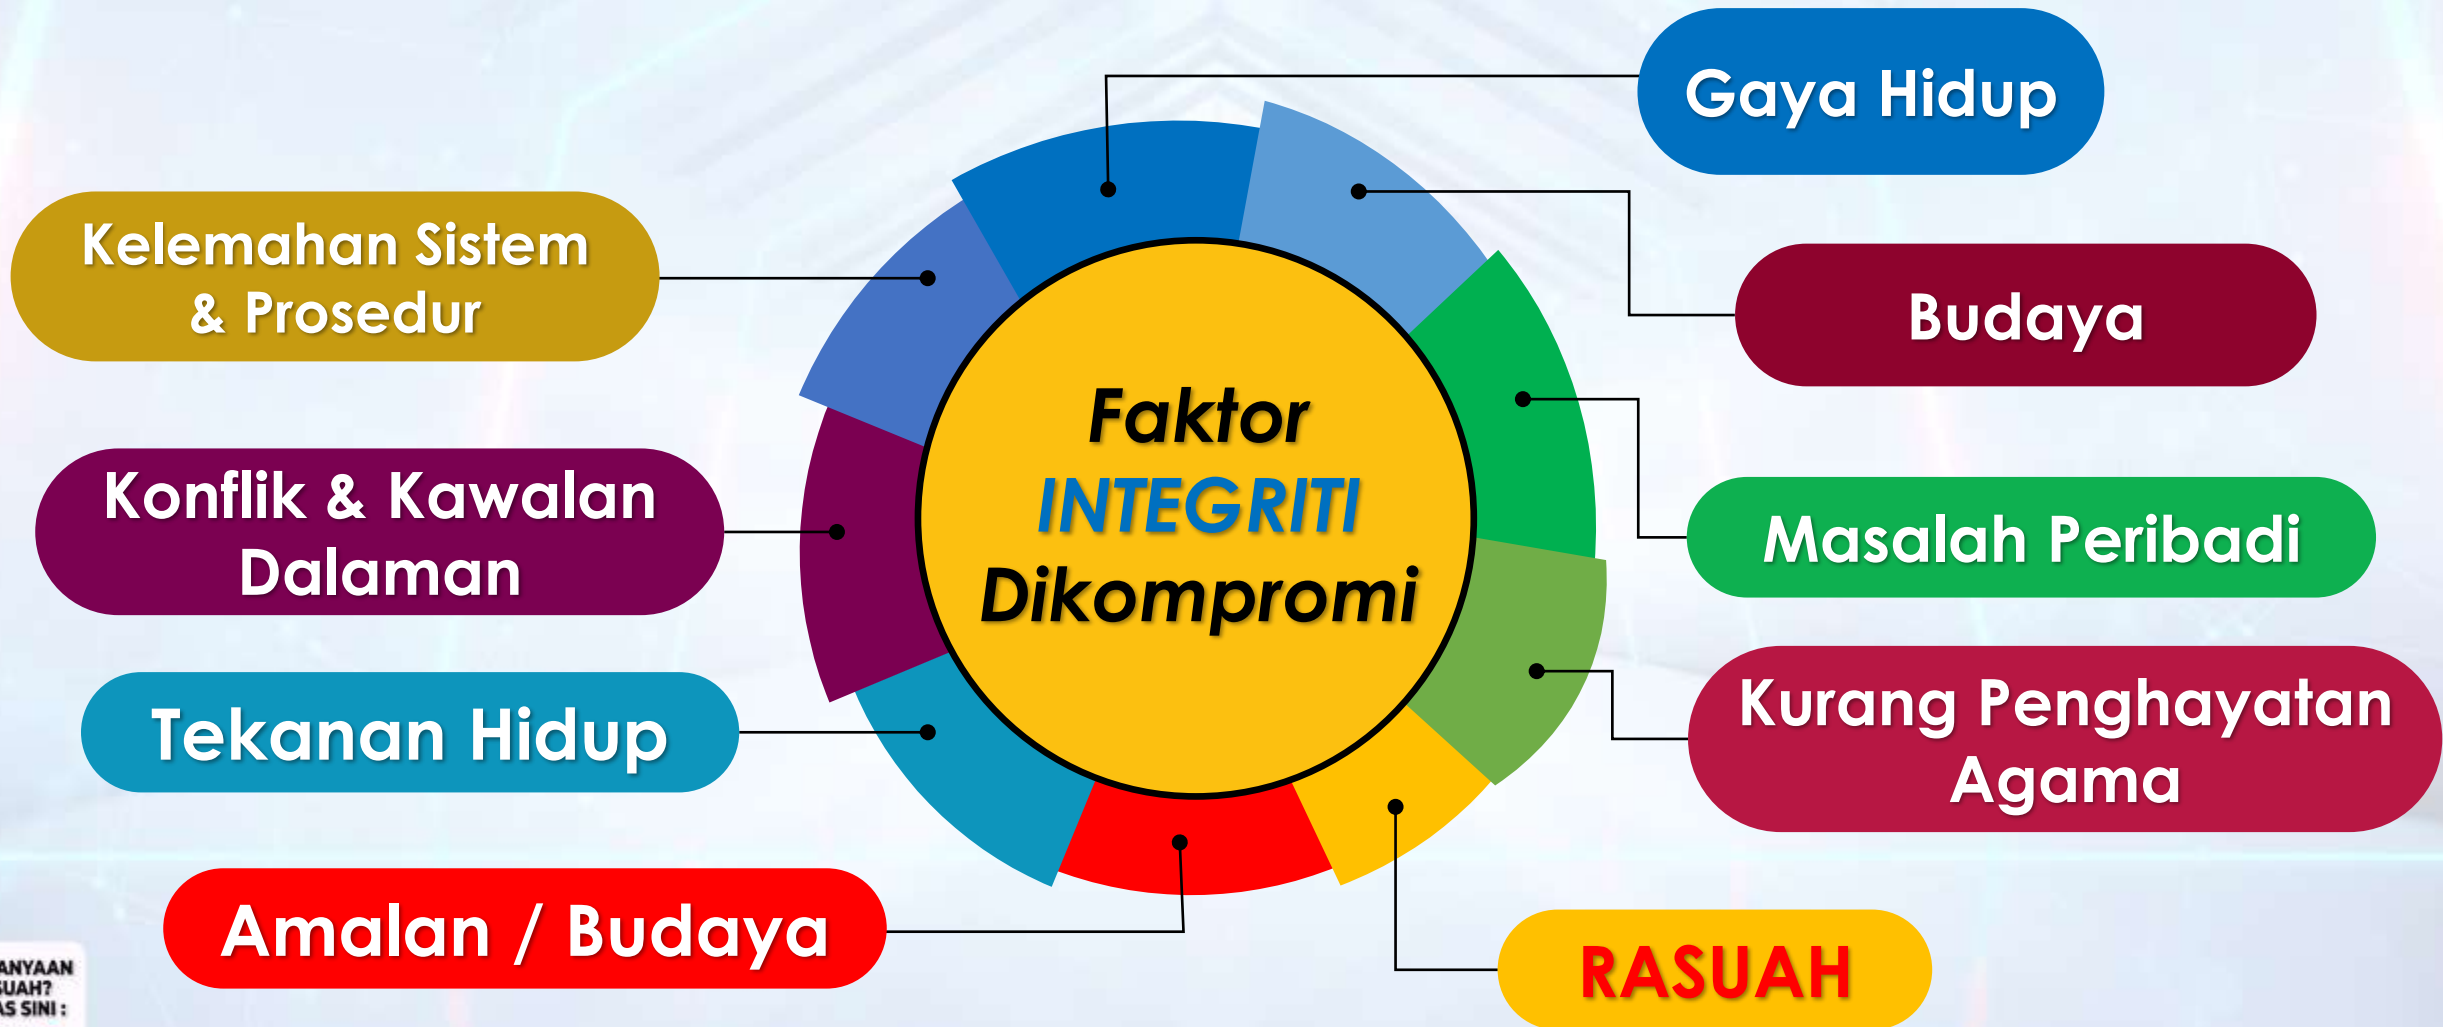 Gaya Hidup
Kelemahan Sistem
& Prosedur
Budaya
Faktor
INTEGRITI
Dikompromi
Konflik & Kawalan
Dalaman
Masalah Peribadi
Tekanan Hidup
Kurang Penghayatan
Agama
Amalan / Budaya
RASUAH
SINI :